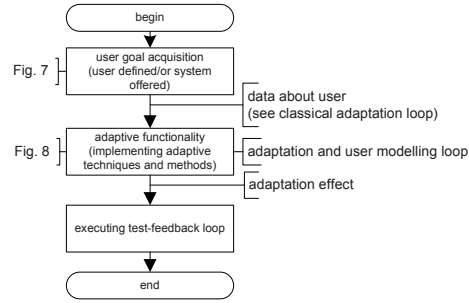 begin
Fig. 7
user goal acquisition
(user defined/or system
offered)
data about user
(see classical adaptation loop)
Fig. 8
adaptive functionality
(implementing adaptive
techniques and methods)
adaptation and user modelling loop
adaptation effect
executing test-feedback loop
end